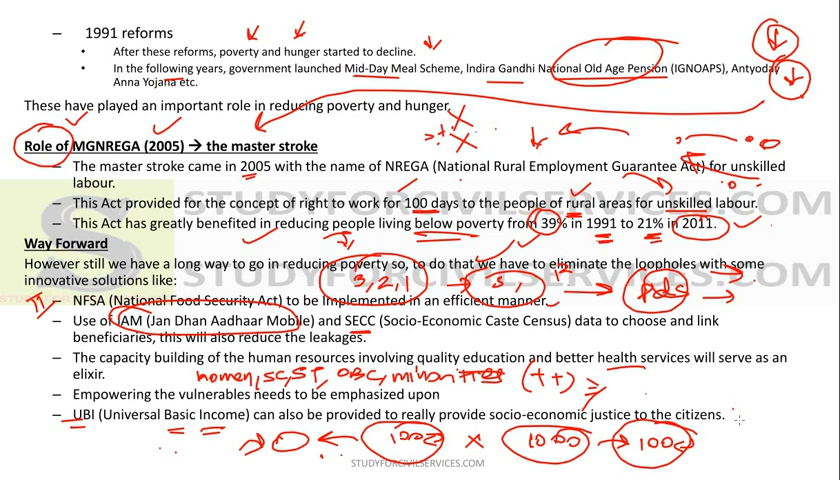 – 1991 reforms
• After these reforms, poverty and hunger started to decline.
• In the following years, government launched Mid-Day Meal Scheme, Indira Gandhi National Old Age Pension (IGNOAPS), Antyoday
Anna Yojana etc.
These have played an important role in reducing poverty and hunger.
Role of MGNREGA (2005) → the master stroke
– The master stroke came in 2005 with the name of NREGA (National Rural Employment Guarantee Act) for unskilled
labour.
– This Act provided for the concept of right to work for 100 days to the people of rural areas for unskilled labour.
– This Act has greatly benefited in reducing people living below poverty from 39% in 1991 to 21% in 2011.
Way Forward
However still we have a long way to go in reducing poverty so, to do that we have to eliminate the loopholes with some
innovative solutions like:
3, 2, 1
– NFSA (National Food Security Act) to be implemented in an efficient manner.
– Use of JAM (Jan Dhan Aadhaar Mobile) and SECC (Socio-Economic Caste Census) data to choose and link
beneficiaries, this will also reduce the leakages.
– The capacity building of the human resources involving quality education and better health services will serve as an
elixir.
women, SC, ST, OBC, minorities (++)
– Empowering the vulnerables needs to be emphasized upon
– UBI (Universal Basic Income) can also be provided to really provide socio-economic justice to the citizens.
1000 × 1000 → 1000
STUDYFORCIVILSERVICES.COM
STUDYFORCIVILSERVICES.COM